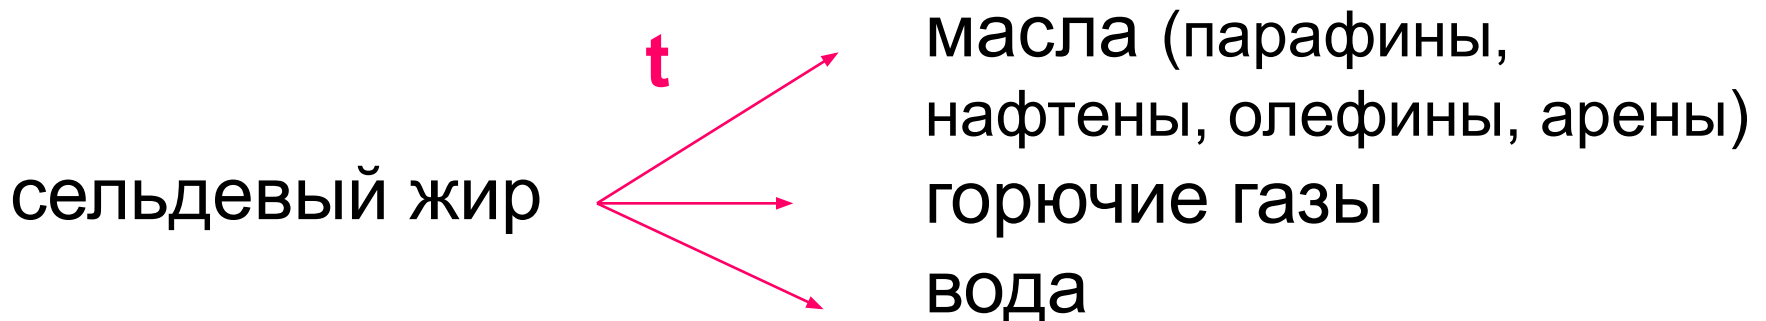 t
масла (парафины,
нафтены, олефины, арены)
сельдевый жир
горючие газы
вода